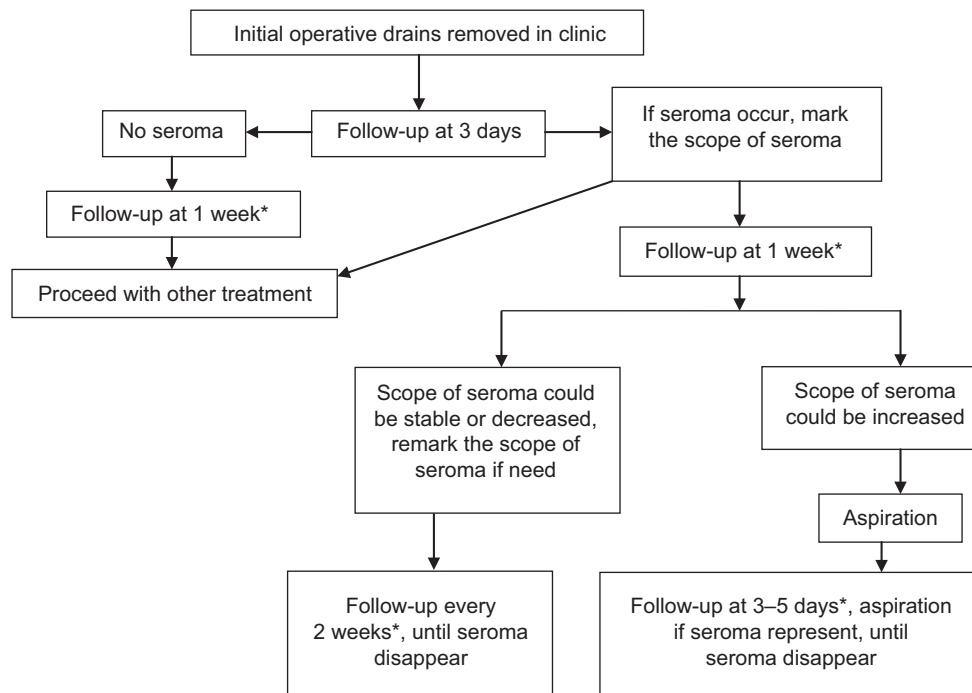 Initial operative drains removed in clinic
No seroma
Follow-up at 3 days
If seroma occur, mark
the scope of seroma
Follow-up at 1 week*
Follow-up at 1 week*
Proceed with other treatment
Scope of seroma could
be stable or decreased,
remark the scope of
seroma if need
Scope of seroma
could be increased
Aspiration
Follow-up every
2 weeks*, until seroma
disappear
Follow-up at 3–5 days*, aspiration
if seroma represent, until
seroma disappear